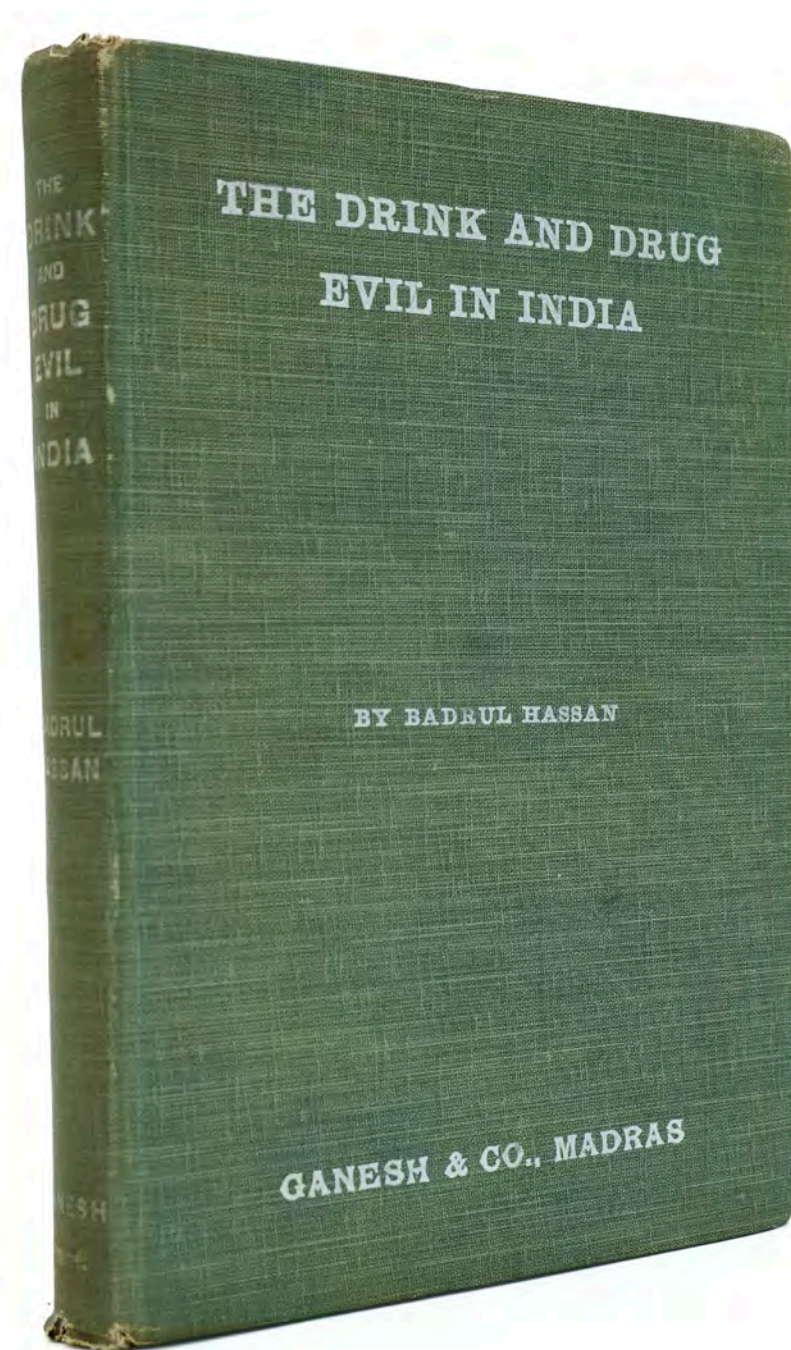 THE DRINK AND DRUG
EVIL IN INDIA
BY BADRUL HASSAN
GANESH & CO., MADRAS
THE
DRINK
AND
DRUG
EVIL
IN
INDIA
BADRUL
HASSAN
GANESH